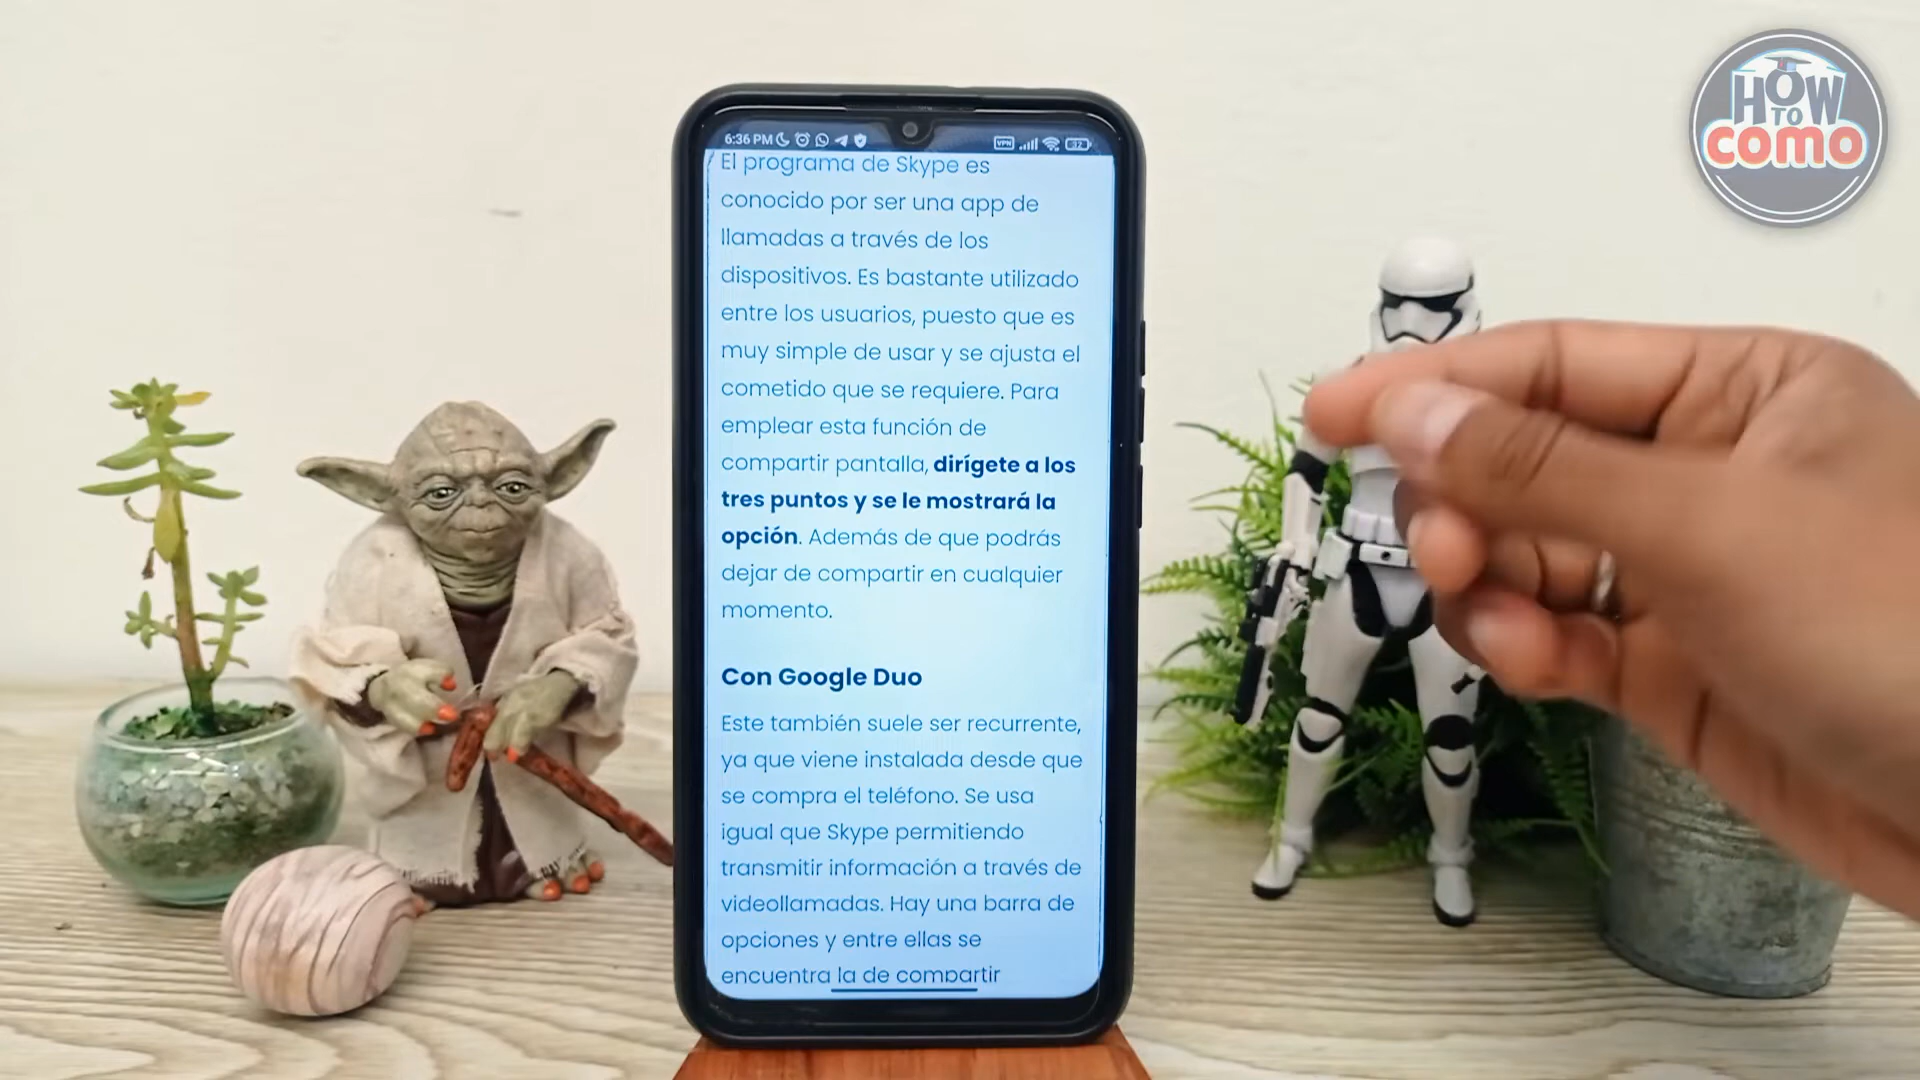 HOW
TO
COMO
6:36 PM
VPN
32
El programa de Skype es
conocido por ser una app de
llamadas a través de los
dispositivos. Es bastante utilizado
entre los usuarios, puesto que es
muy simple de usar y se ajusta el
cometido que se requiere. Para
emplear esta función de
compartir pantalla, dirígete a los
tres puntos y se le mostrará la
opción. Además de que podrás
dejar de compartir en cualquier
momento.
Con Google Duo
Este también suele ser recurrente,
ya que viene instalada desde que
se compra el teléfono. Se usa
igual que Skype permitiendo
transmitir información a través de
videollamadas. Hay una barra de
opciones y entre ellas se
encuentra la de compartir